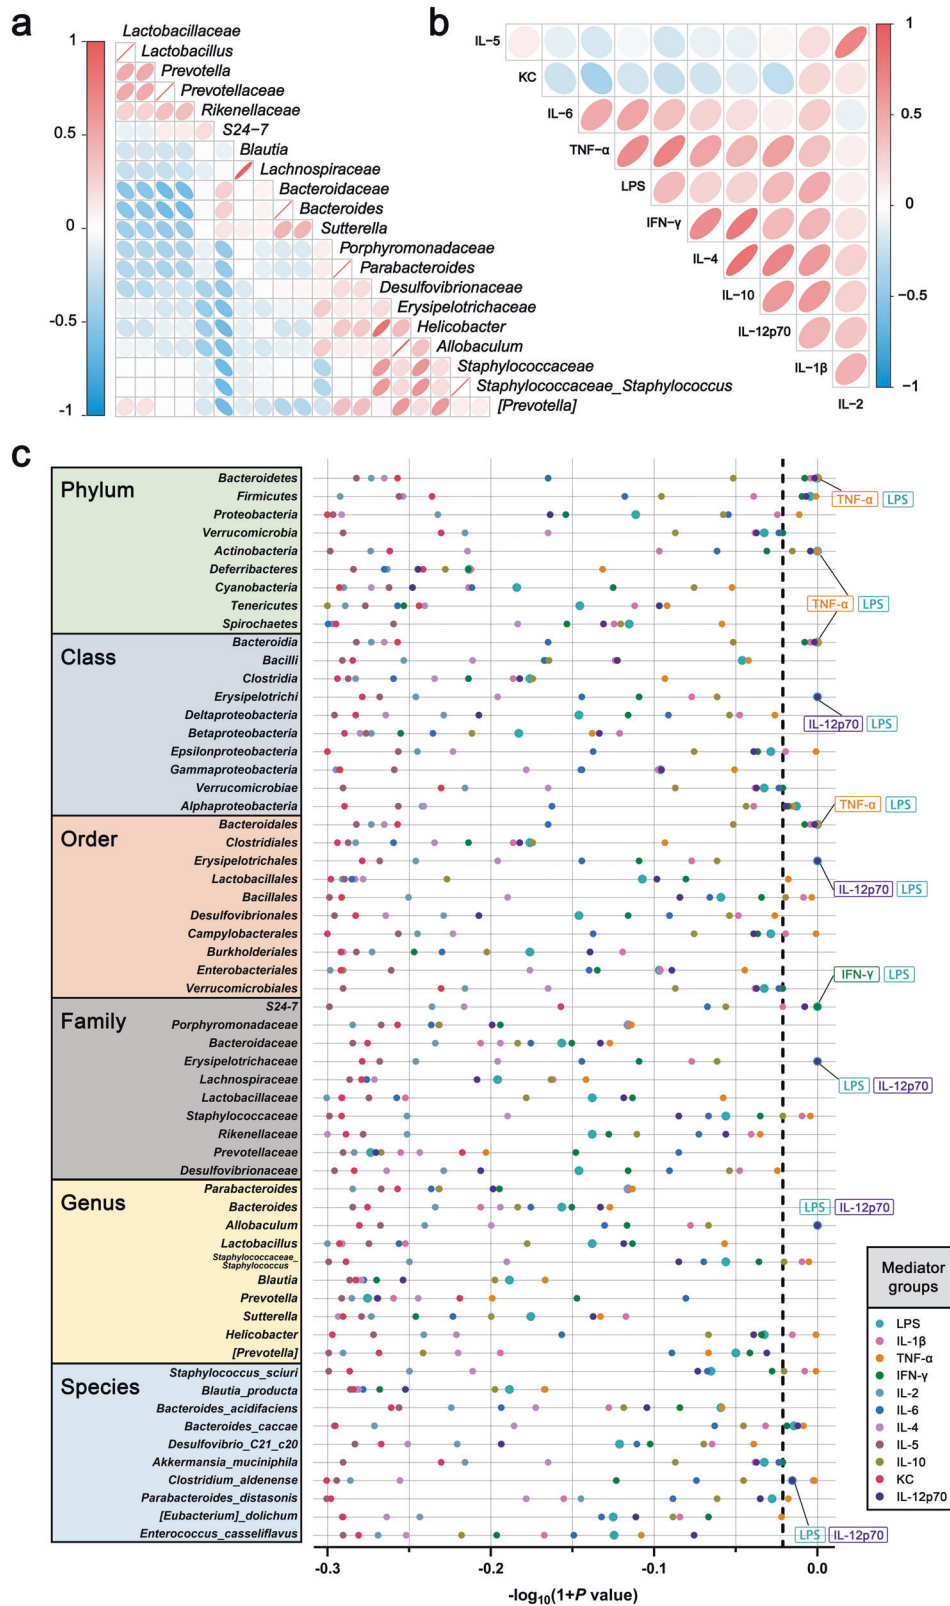 a
Lactobacillaceae
Lactobacillus
Prevotella
Prevotellaceae
Rikenellaceae
S24-7
Blautia
Lachnospiraceae
Bacteroidaceae
Bacteroides
Sutterella
Porphyromonadaceae
Parabacteroides
Desulfovibrionaceae
Erysipelotrichaceae
Helicobacter
Allobaculum
Staphylococcaceae
Staphylococcaceae_Staphylococcus
[Prevotella]
1
0.5
0
-0.5
-1
b
IL-5
KC
IL-6
TNF-α
LPS
IFN-γ
IL-4
IL-10
IL-12p70
IL-1β
IL-2
1
0.5
0
-0.5
-1
c
Phylum
Bacteroidetes
Firmicutes
Proteobacteria
Verrucomicrobia
Actinobacteria
Deferribacteres
Cyanobacteria
Tenericutes
Spirochaetes
Class
Bacteroidia
Bacilli
Clostridia
Erysipelotrichi
Deltaproteobacteria
Betaproteobacteria
Epsilonproteobacteria
Gammaproteobacteria
Verrucomicrobiae
Alphaproteobacteria
Order
Bacteroidales
Clostridiales
Erysipelotrichales
Lactobacillales
Bacillales
Desulfovibrionales
Campylobacterales
Burkholderiales
Enterobacteriales
Verrucomicrobiales
Family
S24-7
Porphyromonadaceae
Bacteroidaceae
Erysipelotrichaceae
Lachnospiraceae
Lactobacillaceae
Staphylococcaceae
Rikenellaceae
Prevotellaceae
Desulfovibrionaceae
Genus
Parabacteroides
Bacteroides
Allobaculum
Lactobacillus
Staphylococcaceae_
Staphylococcus
Blautia
Prevotella
Sutterella
Helicobacter
[Prevotella]
Species
Staphylococcus_sciuri
Blautia_producta
Bacteroides_acidifaciens
Bacteroides_caccae
Desulfovibrio_C21_c20
Akkermansia_muciniphila
Clostridium_aldenense
Parabacteroides_distasonis
[Eubacterium]_dolichum
Enterococcus_casseliflavus
TNF-α LPS
TNF-α LPS
IL-12p70 LPS
TNF-α LPS
IL-12p70 LPS
IFN-γ LPS
LPS IL-12p70
LPS IL-12p70
LPS IL-12p70
Mediator
groups
LPS
IL-1β
TNF-α
IFN-γ
IL-2
IL-6
IL-4
IL-5
IL-10
KC
IL-12p70
-0.3 -0.2 -0.1 0.0
-log10(1+P value)